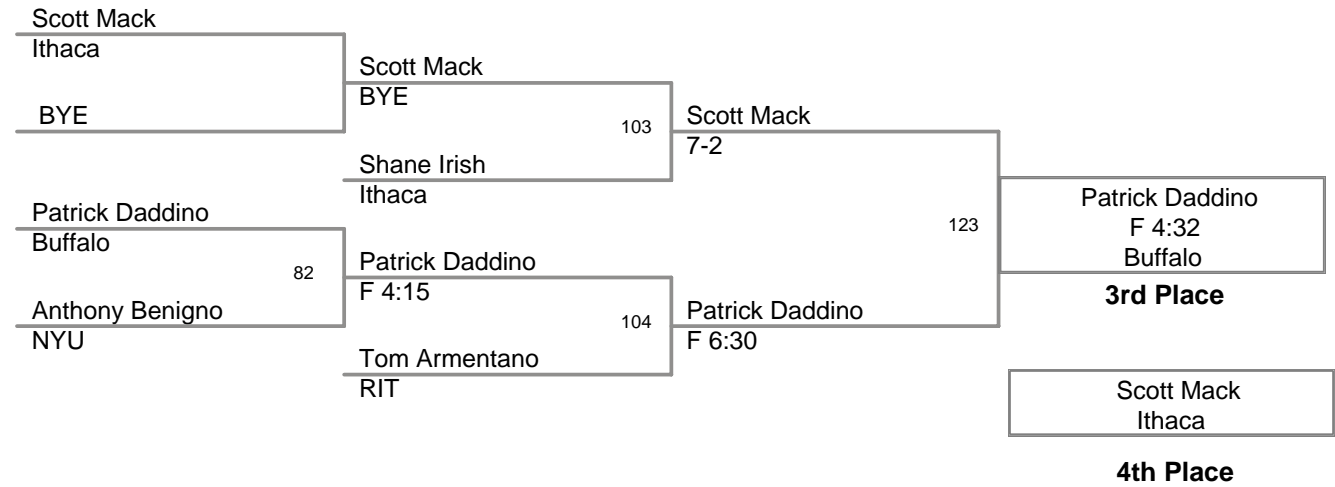 Scott Mack
Ithaca
BYE
Scott Mack
BYE
103
Shane Irish
Ithaca
Scott Mack
7-2
Patrick Daddino
Buffalo
82
Anthony Benigno
NYU
Patrick Daddino
F 4:15
104
Tom Armentano
RIT
Patrick Daddino
F 6:30
123
Patrick Daddino
F 4:32
Buffalo
3rd Place
Scott Mack
Ithaca
4th Place